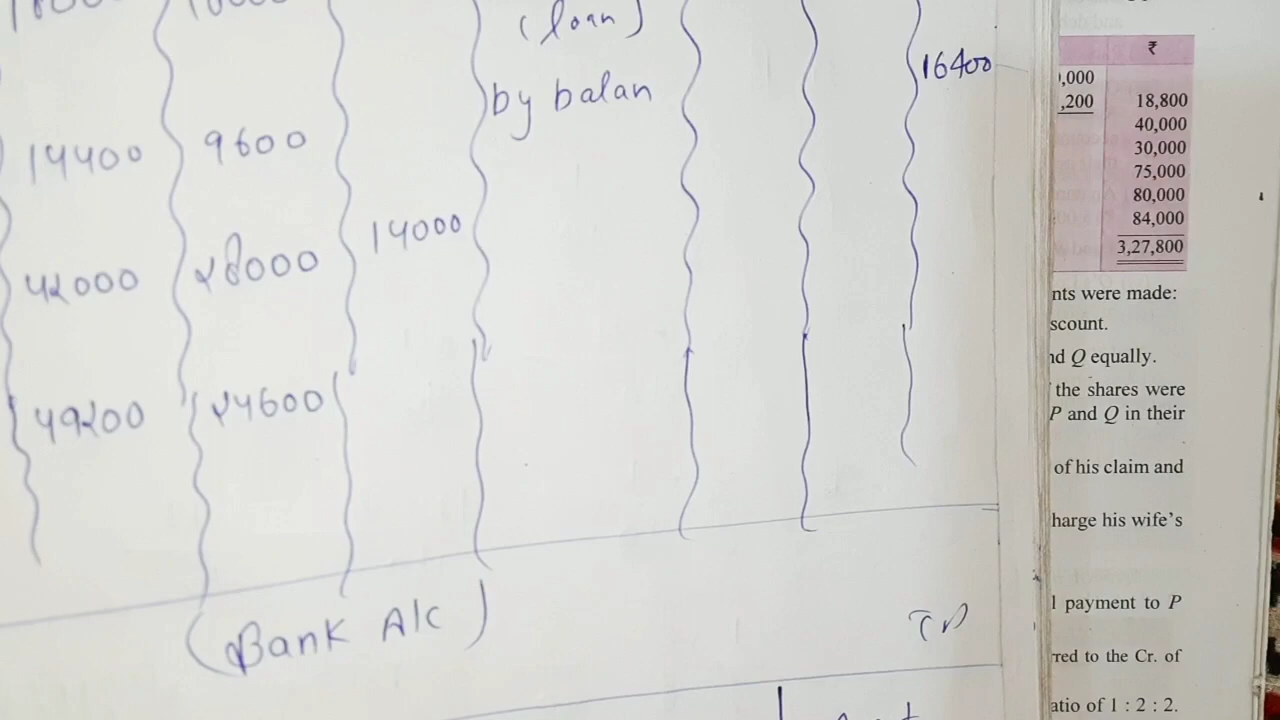 (loan)
16400
by balan
14400 9600
14000
42000 28000
49200 24600
(Bank A/c)
₹
,000
,200 18,800
40,000
30,000
75,000
80,000
84,000
3,27,800
nts were made:
scount.
nd Q equally.
the shares were
P and Q in their
of his claim and
harge his wife's
l payment to P
rred to the Cr. of
atio of 1 : 2 : 2.